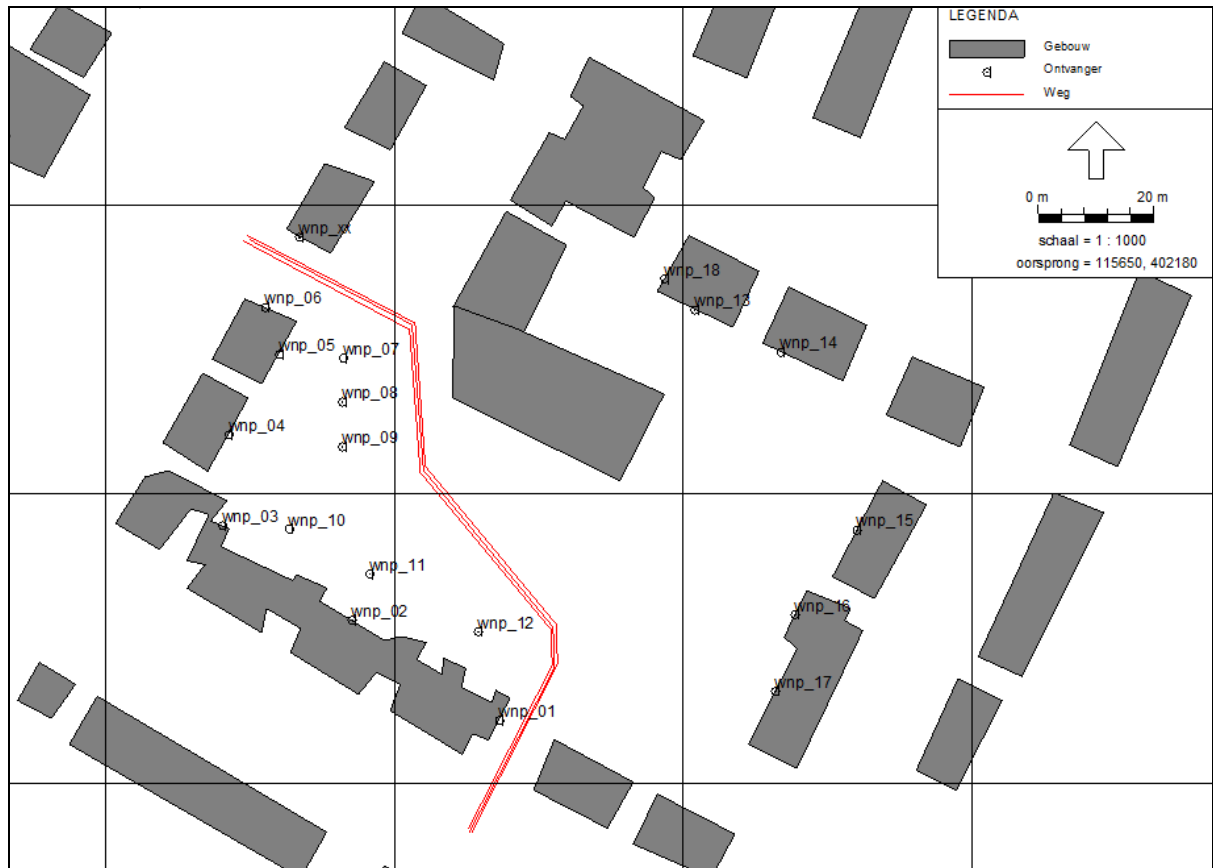 LEGENDA
Gebouw
Ontvanger
Weg
0 m 20 m
schaal = 1 : 1000
oorsprong = 115650, 402180
wnp_xx
wnp_18
wnp_06
wnp_13
wnp_05
wnp_07
wnp_14
wnp_08
wnp_04
wnp_09
wnp_03
wnp_10
wnp_15
wnp_11
wnp_02
wnp_12
wnp_16
wnp_17
wnp_01